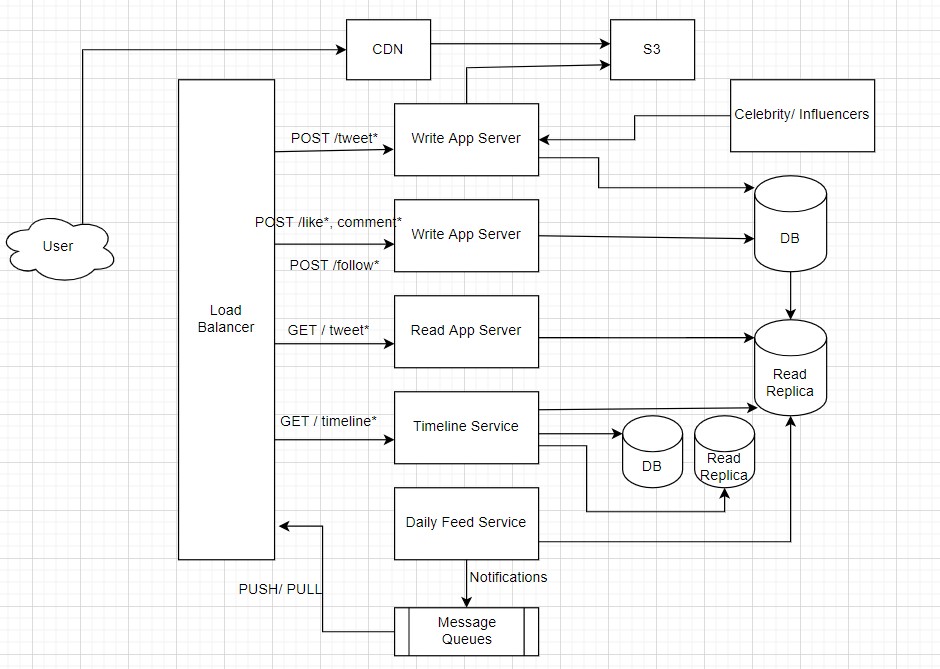 CDN
S3
Celebrity/ Influencers
POST /tweet*
Write App Server
POST /like*, comment*
Write App Server
POST /follow*
User
DB
Load
Balancer
GET / tweet*
Read App Server
Read
Replica
GET / timeline*
Timeline Service
DB
Read
Replica
Daily Feed Service
Notifications
PUSH/ PULL
Message
Queues